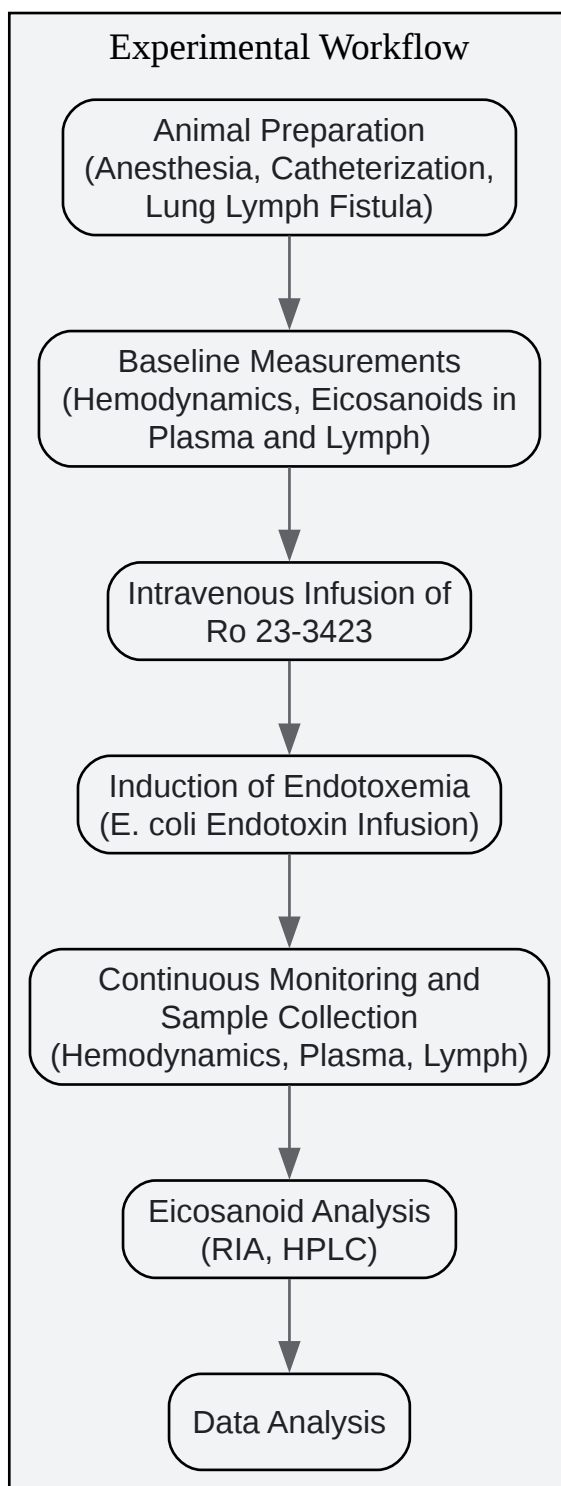 Experimental Workflow
Animal Preparation
(Anesthesia, Catheterization,
Lung Lymph Fistula)
Baseline Measurements
(Hemodynamics, Eicosanoids in
Plasma and Lymph)
Intravenous Infusion of
Ro 23-3423
Induction of Endotoxemia
(E. coli Endotoxin Infusion)
Continuous Monitoring and
Sample Collection
(Hemodynamics, Plasma, Lymph)
Eicosanoid Analysis
(RIA, HPLC)
Data Analysis